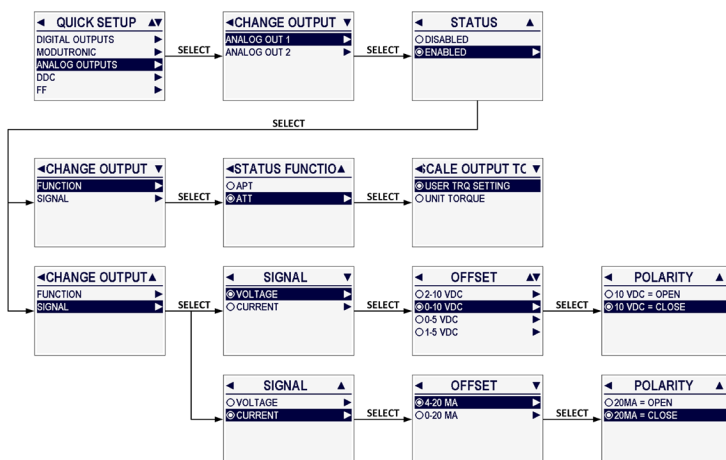 QUICK SETUP
DIGITAL OUTPUTS
MODUTRONIC
ANALOG OUTPUTS
DDC
FF
SELECT
CHANGE OUTPUT
ANALOG OUT 1
ANALOG OUT 2
SELECT
STATUS
DISABLED
ENABLED
SELECT
CHANGE OUTPUT
FUNCTION
SIGNAL
SELECT
STATUS FUNCTIO
APT
ATT
SELECT
SCALE OUTPUT TC
USER TRQ SETTING
UNIT TORQUE
CHANGE OUTPUT
FUNCTION
SIGNAL
SELECT
SIGNAL
VOLTAGE
CURRENT
SELECT
OFFSET
2-10 VDC
0-10 VDC
0-5 VDC
1-5 VDC
SELECT
POLARITY
10 VDC = OPEN
10 VDC = CLOSE
SIGNAL
VOLTAGE
CURRENT
SELECT
OFFSET
4-20 MA
0-20 MA
SELECT
POLARITY
20MA = OPEN
20MA = CLOSE